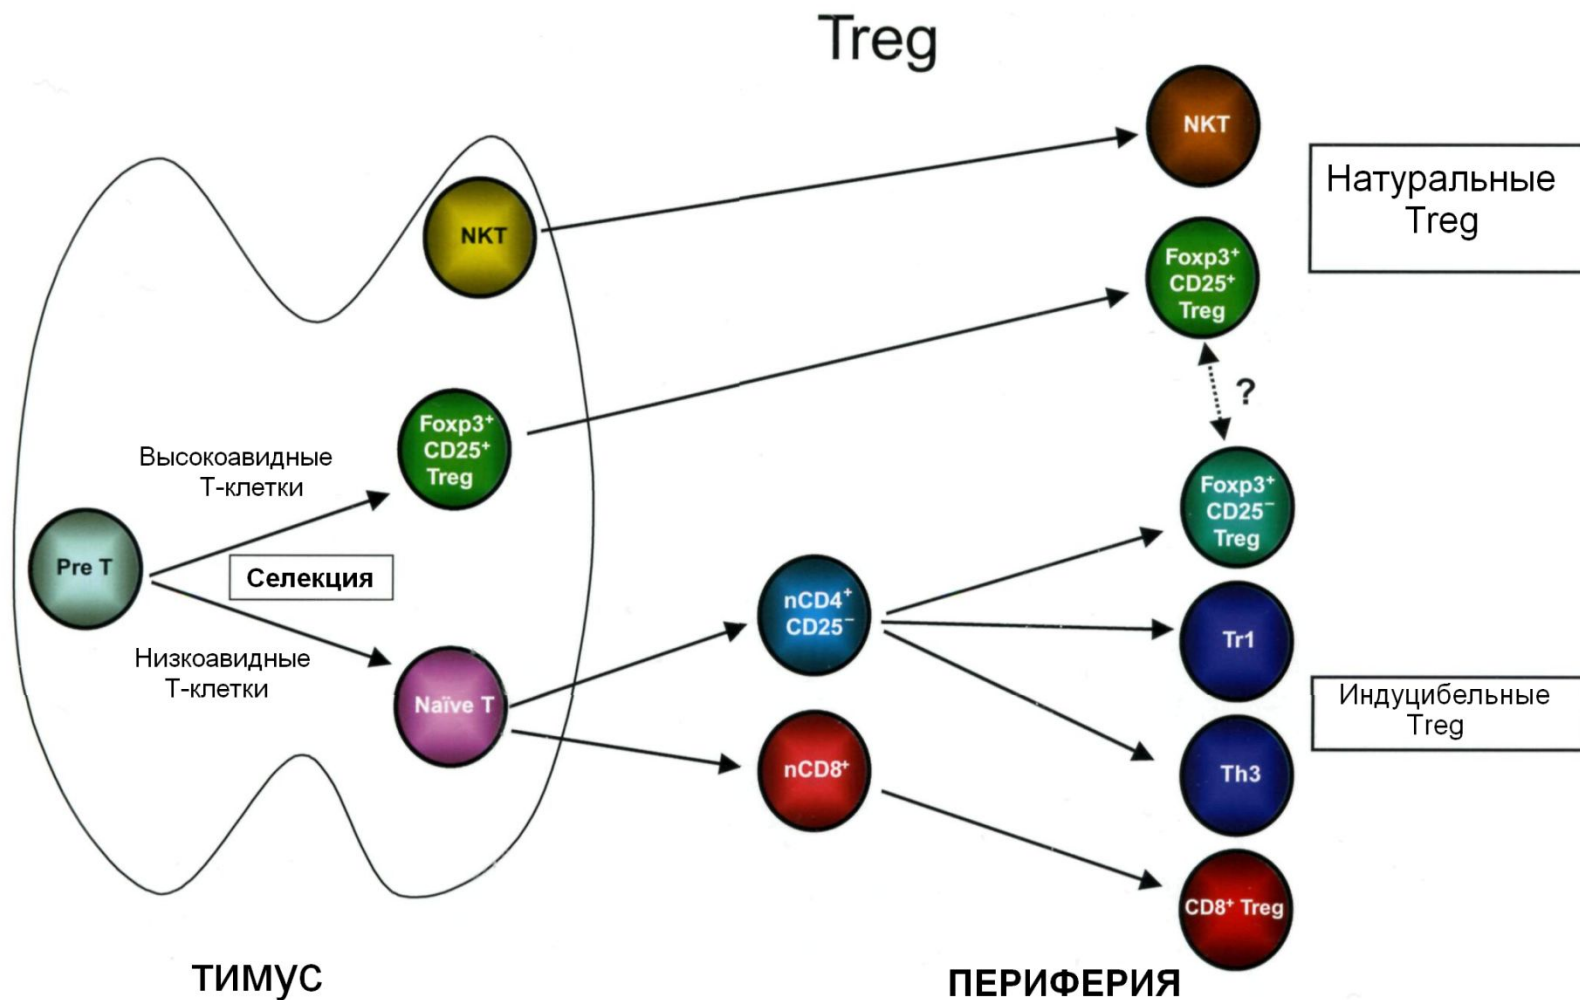 Treg
NKT
Натуральные
Treg
NKT
Foxp3⁺
CD25⁺
Treg
?
Foxp3⁺
CD25⁺
Treg
Высокоавидные
Т-клетки
Foxp3⁺
CD25⁻
Treg
Pre T
Селекция
nCD4⁺
CD25⁻
Tr1
Низкоавидные
Т-клетки
Naïve T
Индуцибельные
Treg
nCD8⁺
Th3
CD8⁺ Treg
ТИМУС
ПЕРИФЕРИЯ